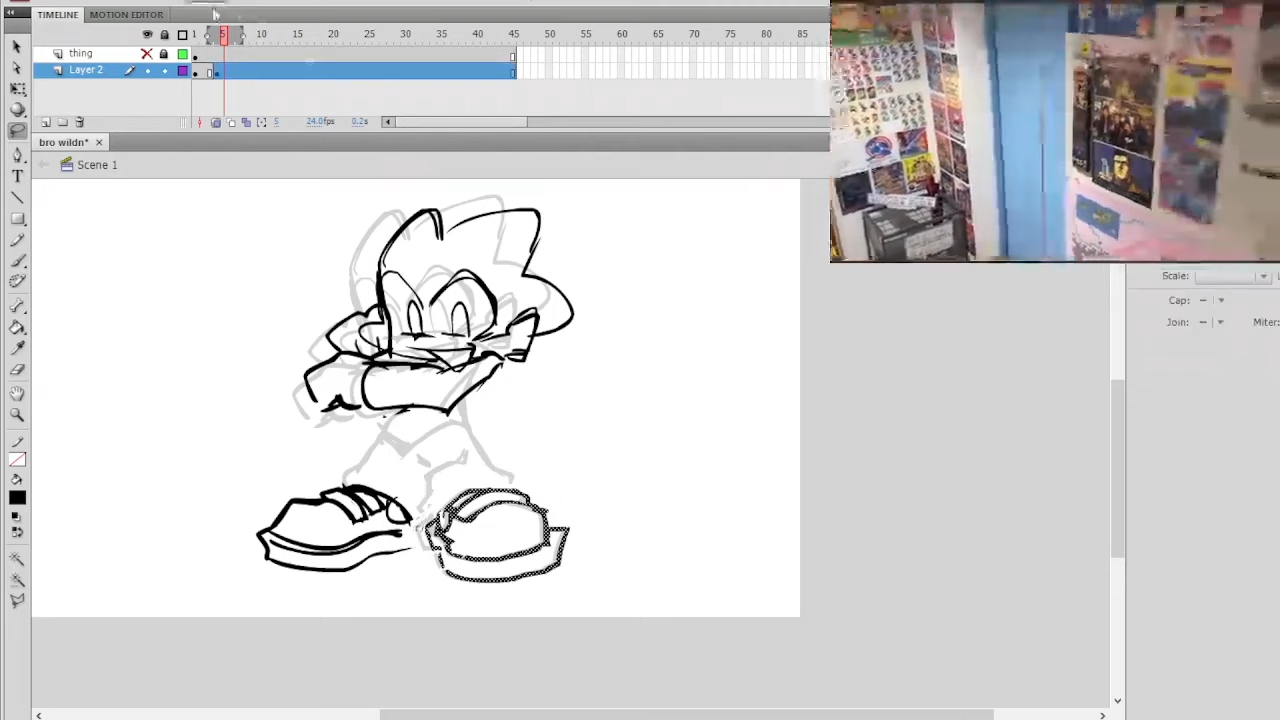 TIMELINE MOTION EDITOR
1 5 10 15 20 25 30 35 40 45 50 55 60 65 70 75 80 85
thing
Layer 2
5 24.0fps 0.2s
bro wildn* ×
Scene 1
Scale:
Cap:
Join: Miter: